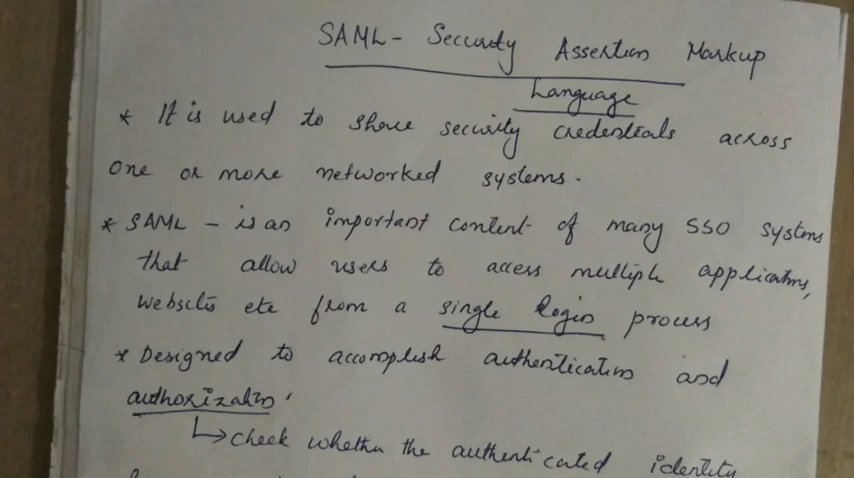 SAML - Security Assertion Markup
Language
* It is used to share security credentials across
one or more networked systems.
* SAML - is an important content of many SSO systems
that allow users to access multiple applications,
websites etc from a single login process
* Designed to accomplish authentication and
authorization.
↳ check whether the authenticated identity